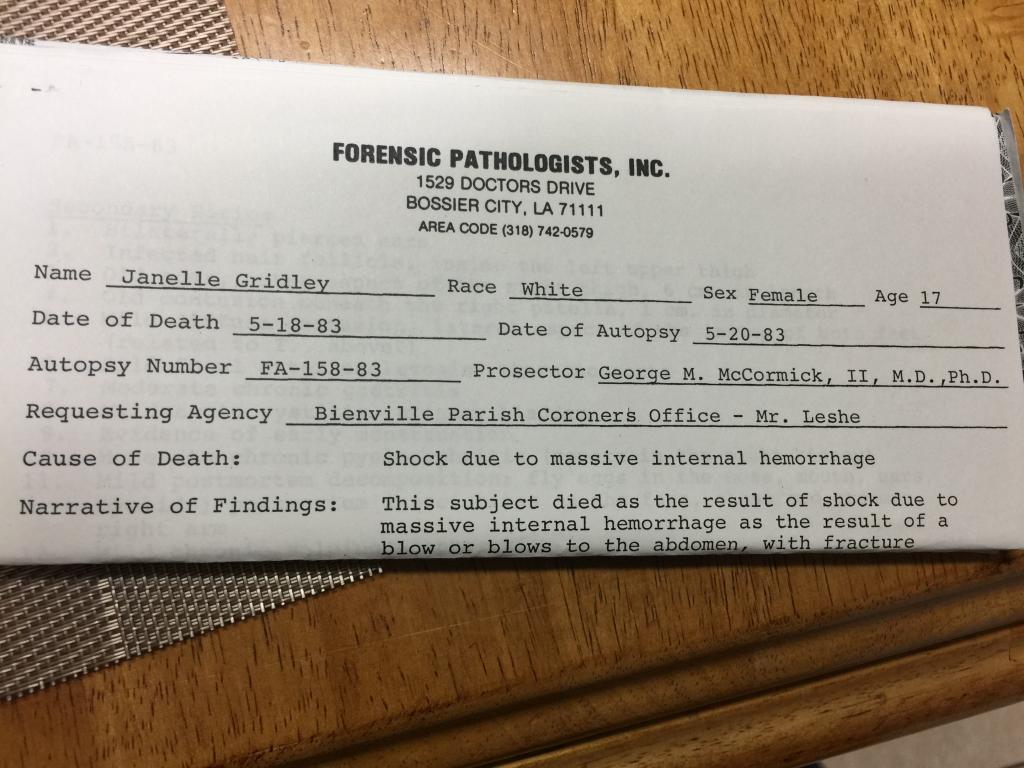 FORENSIC PATHOLOGISTS, INC.
1529 DOCTORS DRIVE
BOSSIER CITY, LA 71111
AREA CODE (318) 742-0579
Name Janelle Gridley Race White Sex Female Age 17
Date of Death 5-18-83 Date of Autopsy 5-20-83
Autopsy Number FA-158-83 Prosector George M. McCormick, II, M.D.,Ph.D.
Requesting Agency Bienville Parish Coroners Office - Mr. Leshe
Cause of Death: Shock due to massive internal hemorrhage
Narrative of Findings: This subject died as the result of shock due to
massive internal hemorrhage as the result of a
blow or blows to the abdomen, with fracture